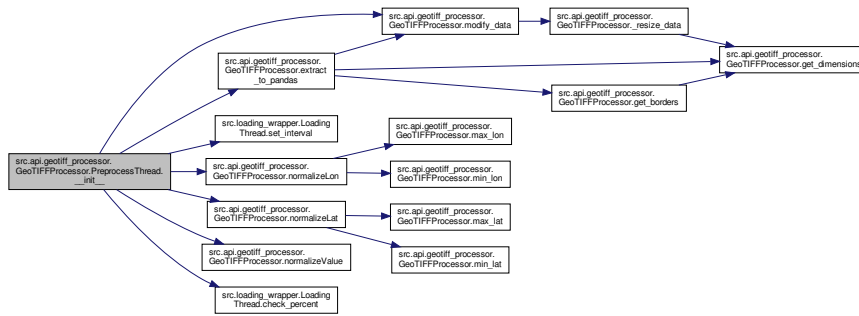 src.api.geotiff_processor.
GeoTIFFProcessor.modify_data
src.api.geotiff_processor.
GeoTIFFProcessor._resize_data
src.api.geotiff_processor.
GeoTIFFProcessor.get_dimensions
src.api.geotiff_processor.
GeoTIFFProcessor.extract
_to_pandas
src.api.geotiff_processor.
GeoTIFFProcessor.get_borders
src.loading_wrapper.Loading
Thread.set_interval
src.api.geotiff_processor.
GeoTIFFProcessor.max_lon
src.api.geotiff_processor.
GeoTIFFProcessor.PreprocessThread.
__init__
src.api.geotiff_processor.
GeoTIFFProcessor.normalizeLon
src.api.geotiff_processor.
GeoTIFFProcessor.min_lon
src.api.geotiff_processor.
GeoTIFFProcessor.normalizeLat
src.api.geotiff_processor.
GeoTIFFProcessor.max_lat
src.api.geotiff_processor.
GeoTIFFProcessor.normalizeValue
src.api.geotiff_processor.
GeoTIFFProcessor.min_lat
src.loading_wrapper.Loading
Thread.check_percent